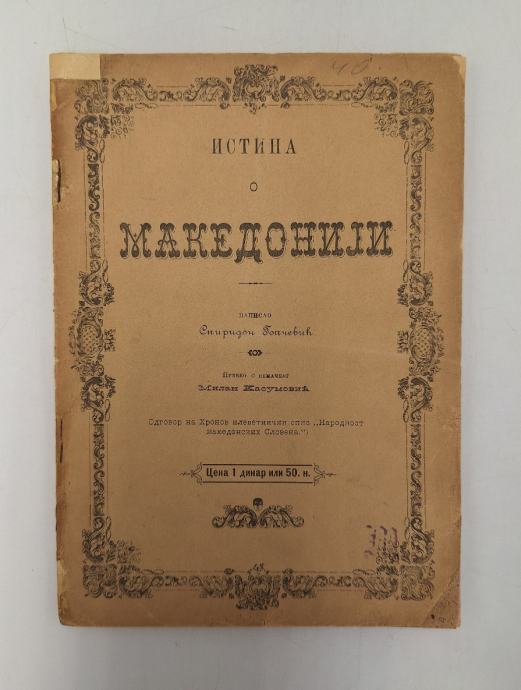 40.
ИСТИНА
О
МАКЕДОНИЈИ
НАПИСАО
Спиридон Гопчевић
Превео с немачког
Милан Касумовић
Одговор на Хронов клеветнички спис „Народност
македонских Словена.")
Цена 1 динар или 50. н.